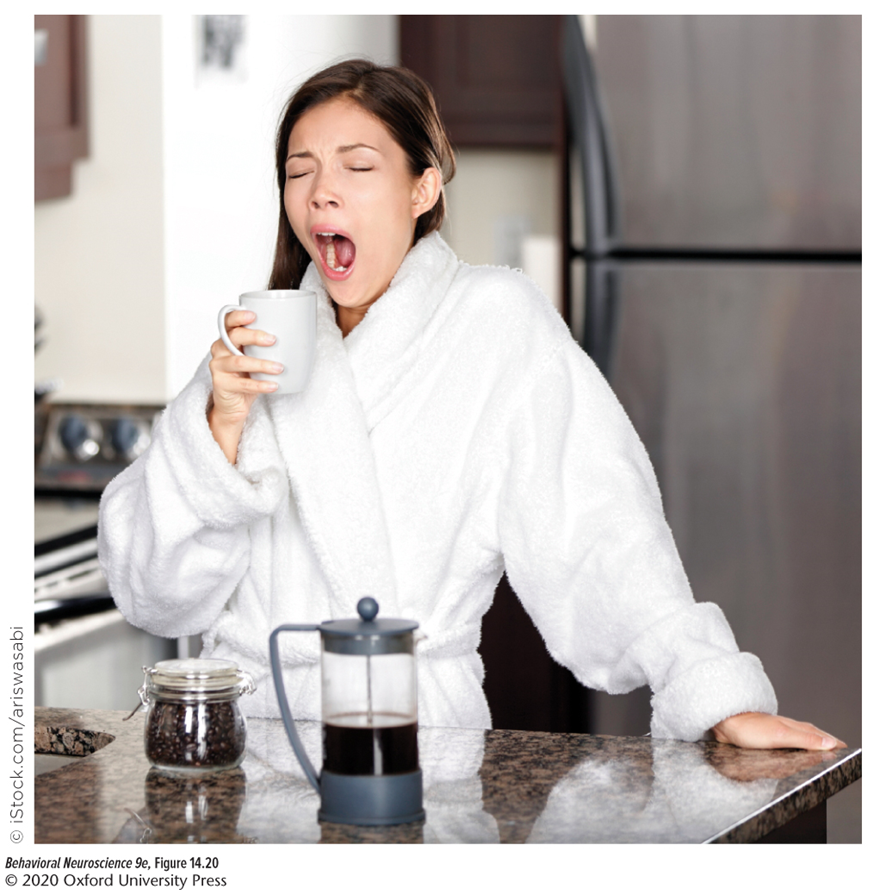 © iStock.com/ariswasabi
Behavioral Neuroscience 9e, Figure 14.20
© 2020 Oxford University Press